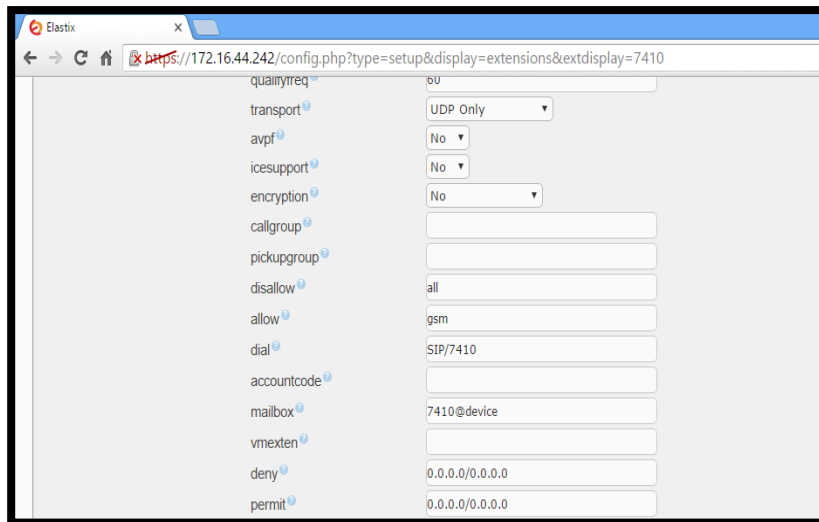 Elastix
https://172.16.44.242/config.php?type=setup&display=extensions&extdisplay=7410
qualifyfreq 60
transport UDP Only
avpf No
icesupport No
encryption No
callgroup
pickupgroup
disallow all
allow gsm
dial SIP/7410
accountcode
mailbox 7410@device
vmexten
deny 0.0.0.0/0.0.0.0
permit 0.0.0.0/0.0.0.0